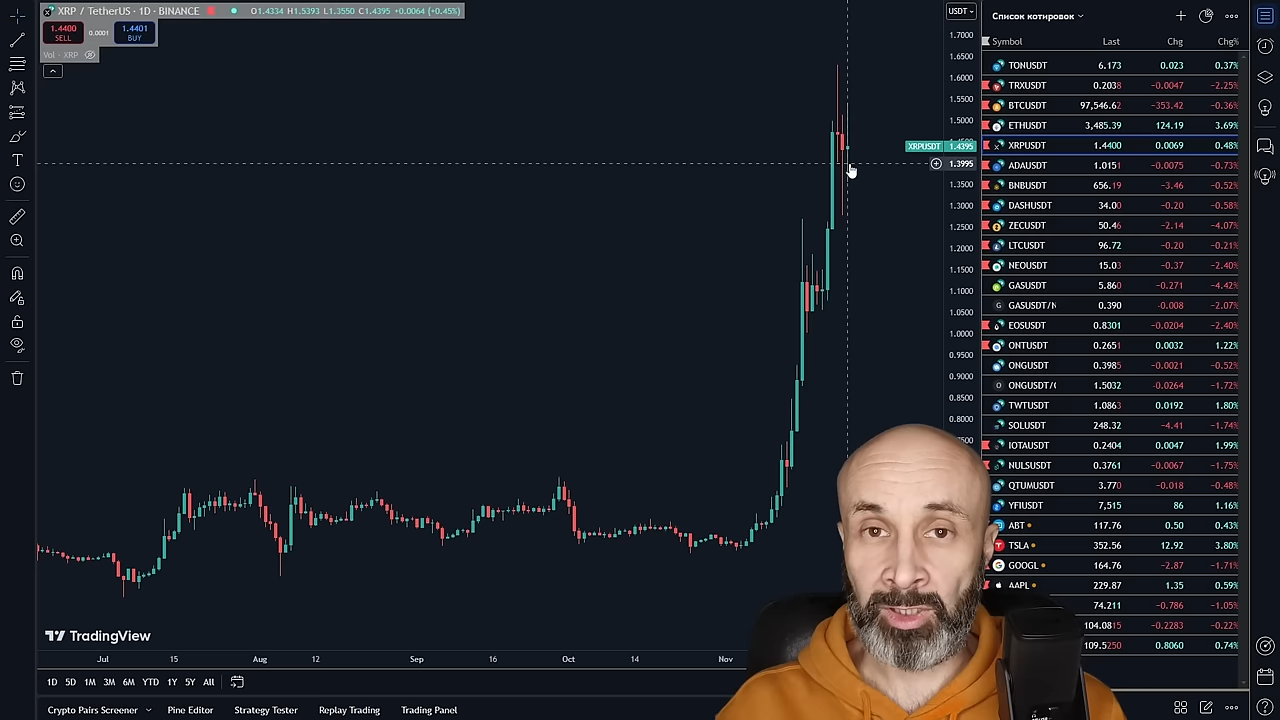 XRP / TetherUS · 1D · BINANCE O1.4334 H1.5393 L1.3550 C1.4395 +0.0064 (+0.45%)
1.4400 SELL 0.0001 1.4401 BUY
Vol · XRP
USDT
1.7000
1.6500
1.6000
1.5500
1.5000
XRPUSDT 1.4395
1.3995
1.3500
1.3000
1.2500
1.2000
1.1500
1.1000
1.0500
1.0000
0.9500
0.9000
0.8500
0.8000
Jul 15 Aug 12 Sep 16 Oct 14 Nov
TradingView
1D 5D 1M 3M 6M YTD 1Y 5Y All
Crypto Pairs Screener Pine Editor Strategy Tester Replay Trading Trading Panel
Список котировок
Symbol Last Chg Chg%
TONUSDT 6.173 0.023 0.37%
TRXUSDT 0.2038 −0.0047 −2.25%
BTCUSDT 97,546.62 −353.42 −0.36%
ETHUSDT 3,485.39 124.19 3.69%
XRPUSDT 1.4400 0.0069 0.48%
ADAUSDT 1.0151 −0.0075 −0.73%
BNBUSDT 656.19 −3.46 −0.52%
DASHUSDT 34.00 −0.20 −0.58%
ZECUSDT 50.46 −2.14 −4.07%
LTCUSDT 96.72 −0.20 −0.21%
NEOUSDT 15.03 −0.37 −2.40%
GASUSDT 5.860 −0.271 −4.42%
GASUSDT/N 0.390 −0.008 −2.07%
EOSUSDT 0.8301 −0.0204 −2.40%
ONTUSDT 0.2651 0.0032 1.22%
ONGUSDT 0.3985 −0.0021 −0.52%
ONGUSDT/ 1.5032 −0.0264 −1.72%
TWTUSDT 1.0863 0.0192 1.80%
SOLUSDT 248.32 −4.41 −1.74%
IOTAUSDT 0.2404 0.0047 1.99%
NULSUSDT 0.3761 −0.0067 −1.75%
QTUMUSDT 3.770 −0.018 −0.48%
YFIUSDT 7,515 86 1.16%
ABT 117.76 0.50 0.43%
TSLA 352.56 12.92 3.80%
GOOGL 164.76 −2.87 −1.71%
AAPL 229.87 1.35 0.59%
74.211 −0.786 −1.05%
104.0815 −0.2283 −0.22%
109.5250 0.8060 0.74%